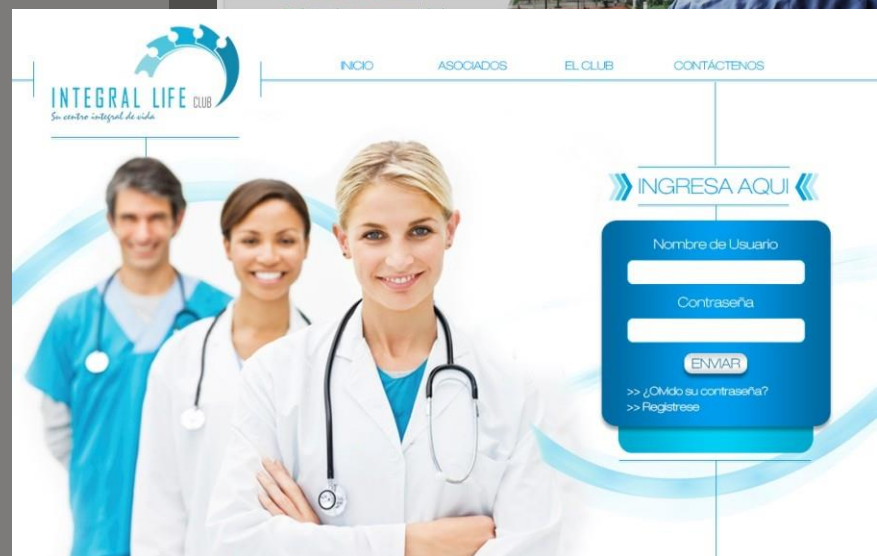 INICIO ASOCIADOS EL CLUB CONTÁCTENOS
INTEGRAL LIFE CLUB
Su centro integral de vida
INGRESA AQUI
Nombre de Usuario
Contraseña
ENVIAR
>> ¿Olvido su contraseña?
>> Registrese